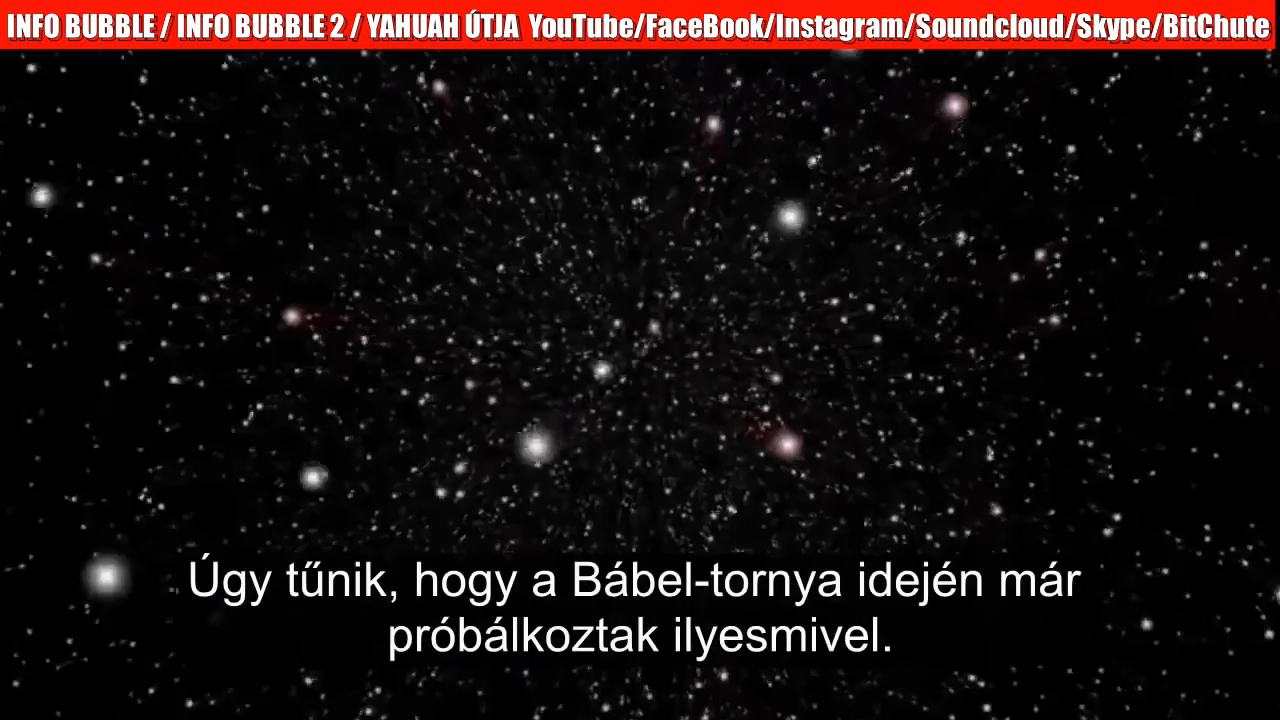 INFO BUBBLE / INFO BUBBLE 2 / YAHUAH ÚTJA YouTube/FaceBook/Instagram/Soundcloud/Skype/BitChute
Úgy tűnik, hogy a Bábel-tornya idején már
próbálkoztak ilyesmivel.